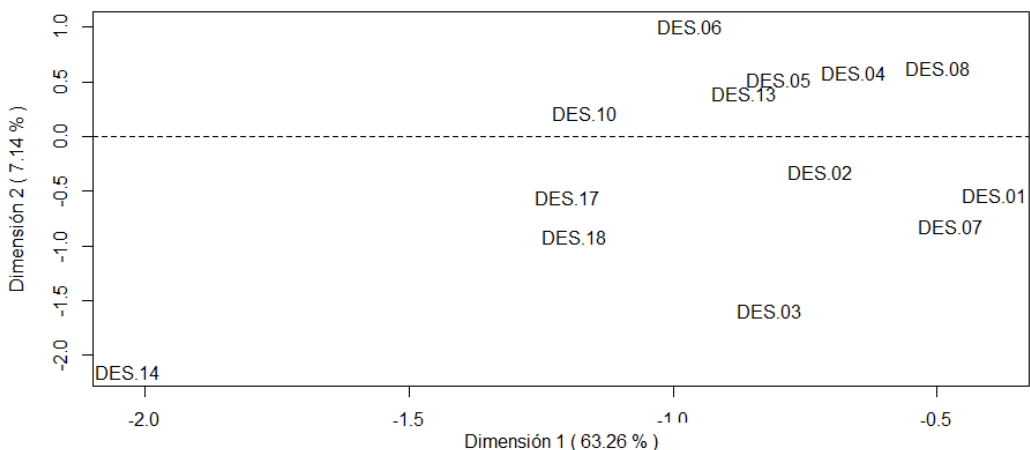 1.0
0.5
0.0
-0.5
-1.0
-1.5
-2.0
Dimensión 2 ( 7.14 % )
DES.06
DES.08
DES.04
DES.05
DES.13
DES.10
DES.02
DES.01
DES.17
DES.07
DES.18
DES.03
DES.14
-2.0 -1.5 -1.0 -0.5
Dimensión 1 ( 63.26 % )